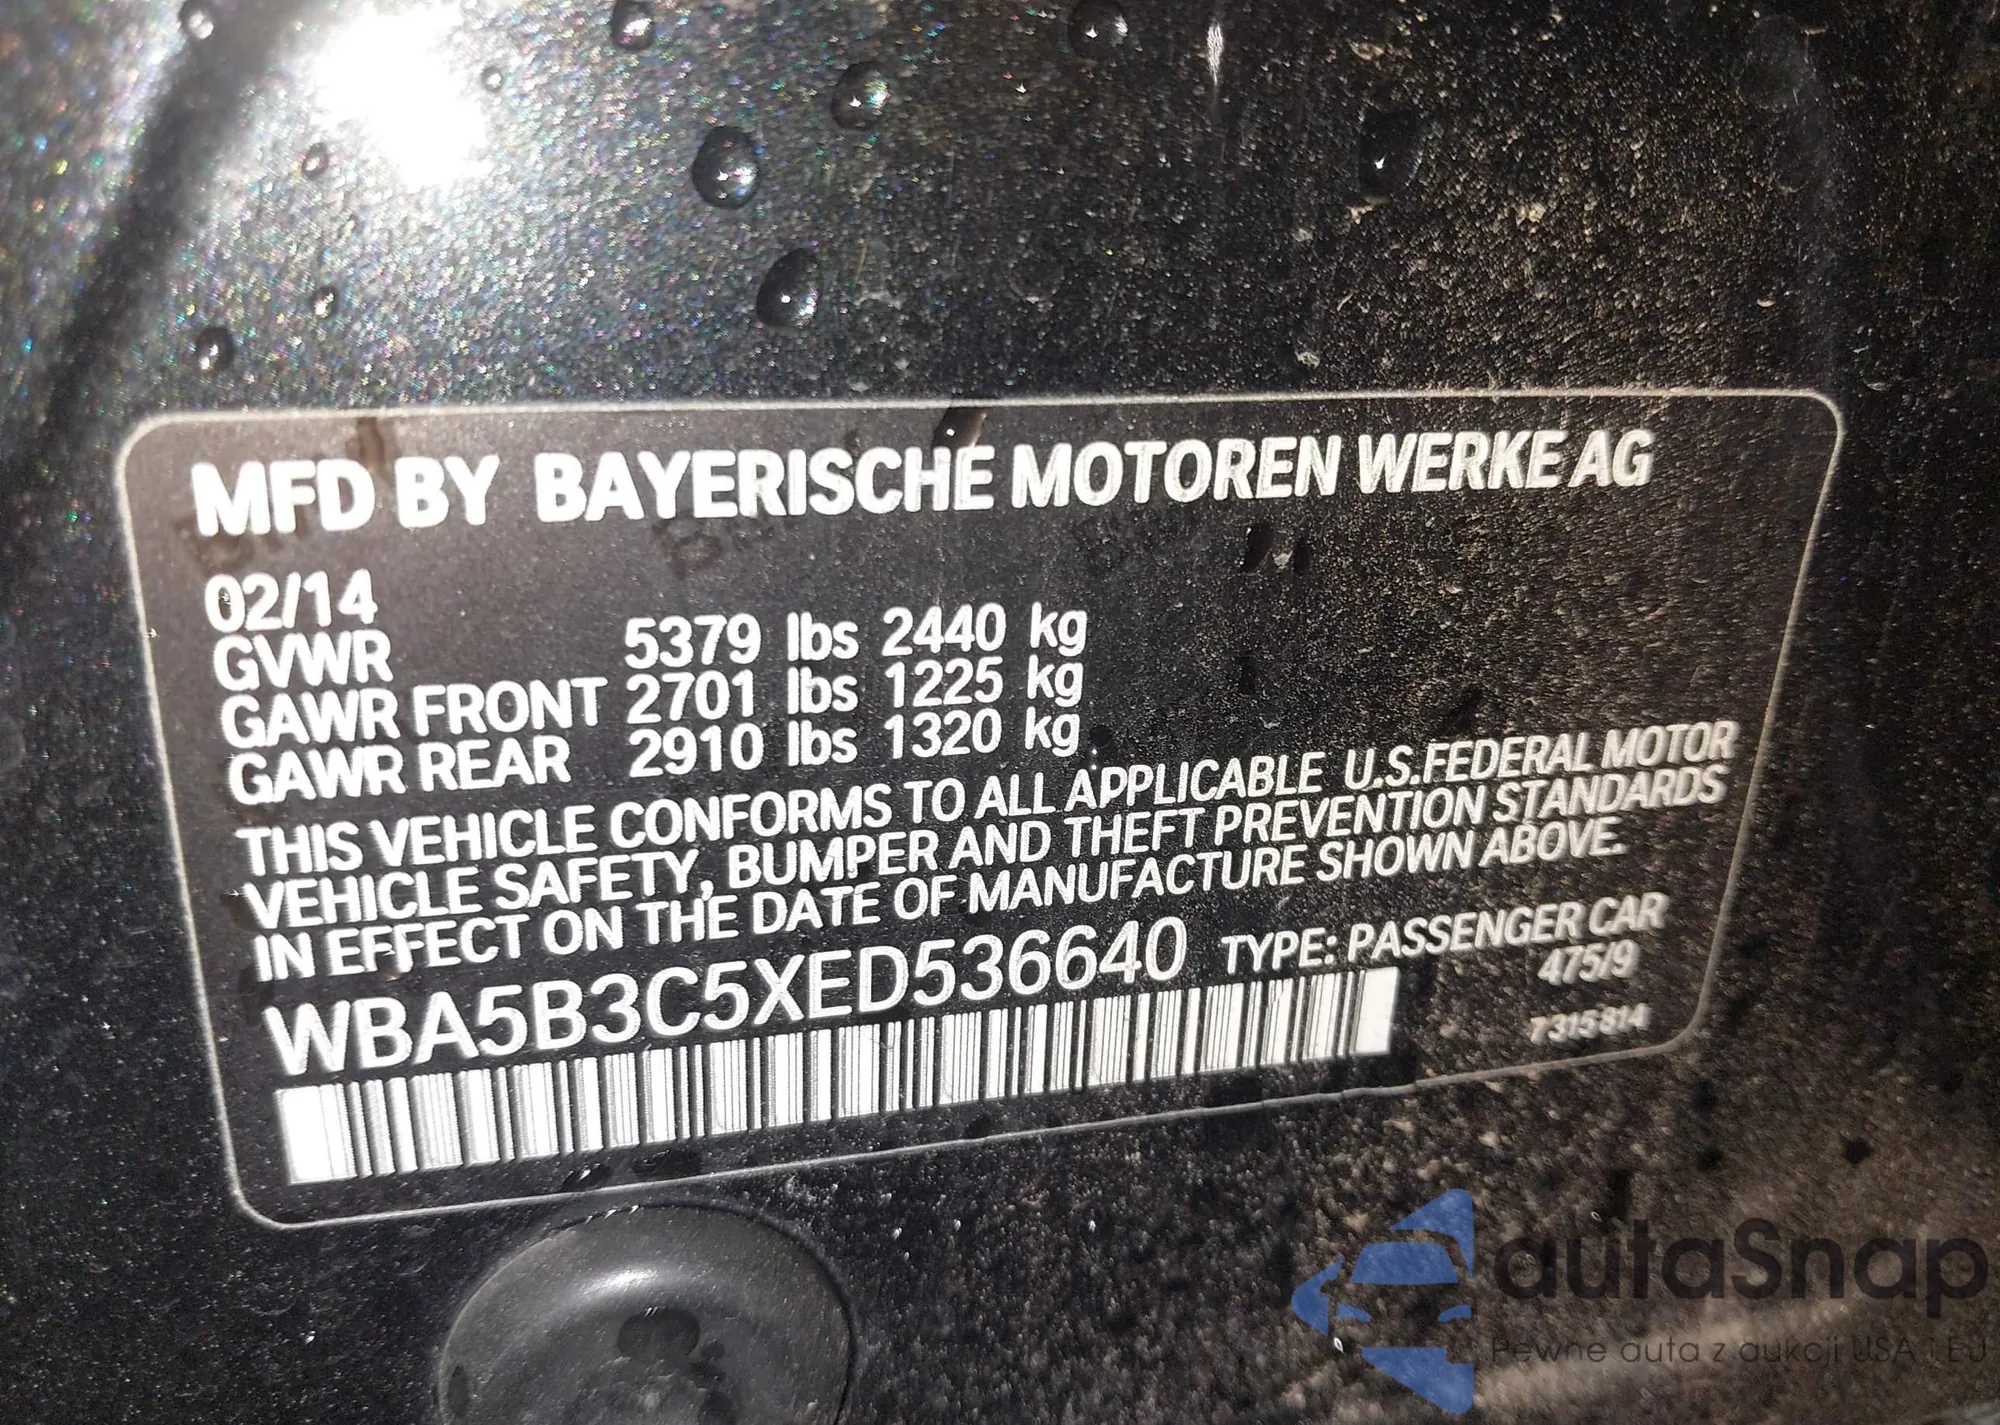 MFD BY BAYERISCHE MOTOREN WERKE AG
02/14
GVWR 5379 lbs 2440 kg
GAWR FRONT 2701 lbs 1225 kg
GAWR REAR 2910 lbs 1320 kg
THIS VEHICLE CONFORMS TO ALL APPLICABLE U.S.FEDERAL MOTOR
VEHICLE SAFETY, BUMPER AND THEFT PREVENTION STANDARDS
IN EFFECT ON THE DATE OF MANUFACTURE SHOWN ABOVE.
WBA5B3C5XED536640 TYPE: PASSENGER CAR
475/9
7315814
autaSnap
Pewne auta z aukcji USA i EU